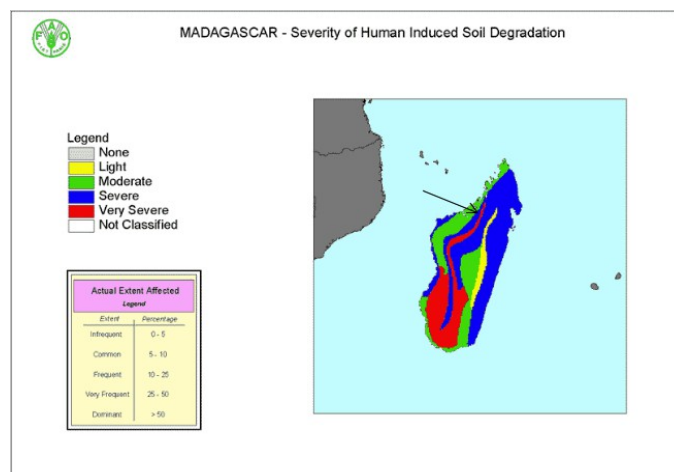 FAO
MADAGASCAR - Severity of Human Induced Soil Degradation
Legend
None
Light
Moderate
Severe
Very Severe
Not Classified
Actual Extent Affected
Legend
Extent Percentage
Infrequent 0 - 5
Common 5 - 10
Frequent 10 - 25
Very Frequent 25 - 50
Dominant > 50